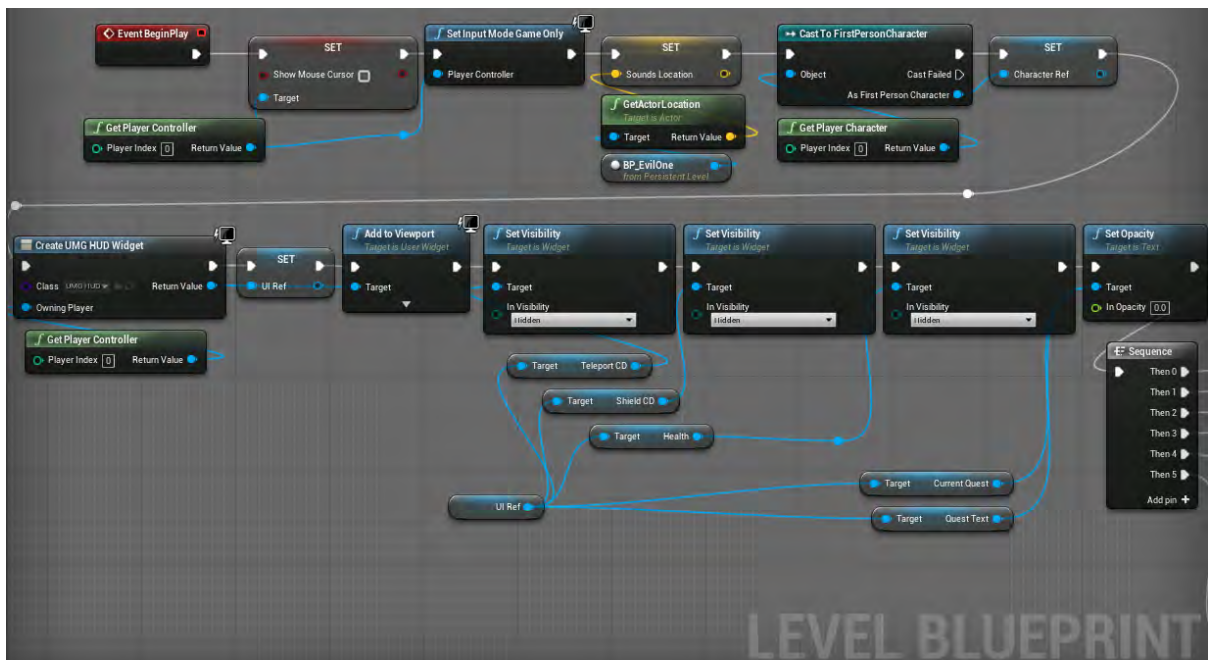 Event BeginPlay
SET
Show Mouse Cursor
Target
Set Input Mode Game Only
Player Controller
SET
Sounds Location
Cast To FirstPersonCharacter
Object
Cast Failed
As First Person Character
SET
Character Ref
Get Player Controller
Player Index 0 Return Value
GetActorLocation
Target is Actor
Target Return Value
BP_EvilOne
from Persistent Level
Get Player Character
Player Index 0 Return Value
Create UMG HUD Widget
Class UMG HUD Return Value
Owning Player
SET
UI Ref
Add to Viewport
Target is User Widget
Target
Set Visibility
Target is Widget
Target
In Visibility
Hidden
Set Visibility
Target is Widget
Target
In Visibility
Hidden
Set Visibility
Target is Widget
Target
In Visibility
Hidden
Set Opacity
Target is Text
Target
In Opacity 0.0
Get Player Controller
Player Index 0 Return Value
Target Teleport CD
Target Shield CD
Target Health
UI Ref
Target Current Quest
Target Quest Text
Sequence
Then 0
Then 1
Then 2
Then 3
Then 4
Then 5
Add pin +
LEVEL BLUEPRINT